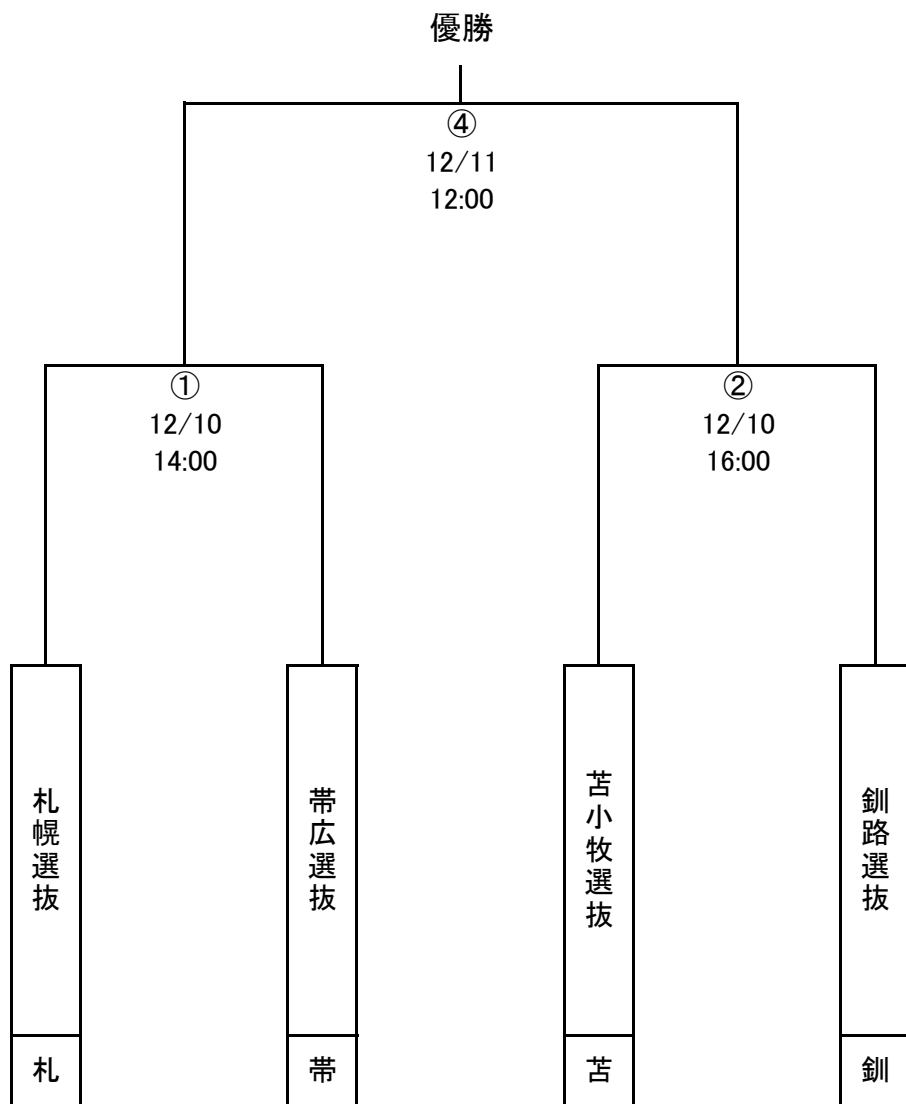 優勝
④
12/11
12:00
①
12/10
14:00
②
12/10
16:00
札幌選抜
帯広選抜
苫小牧選抜
釧路選抜
札
帯
苫
釧